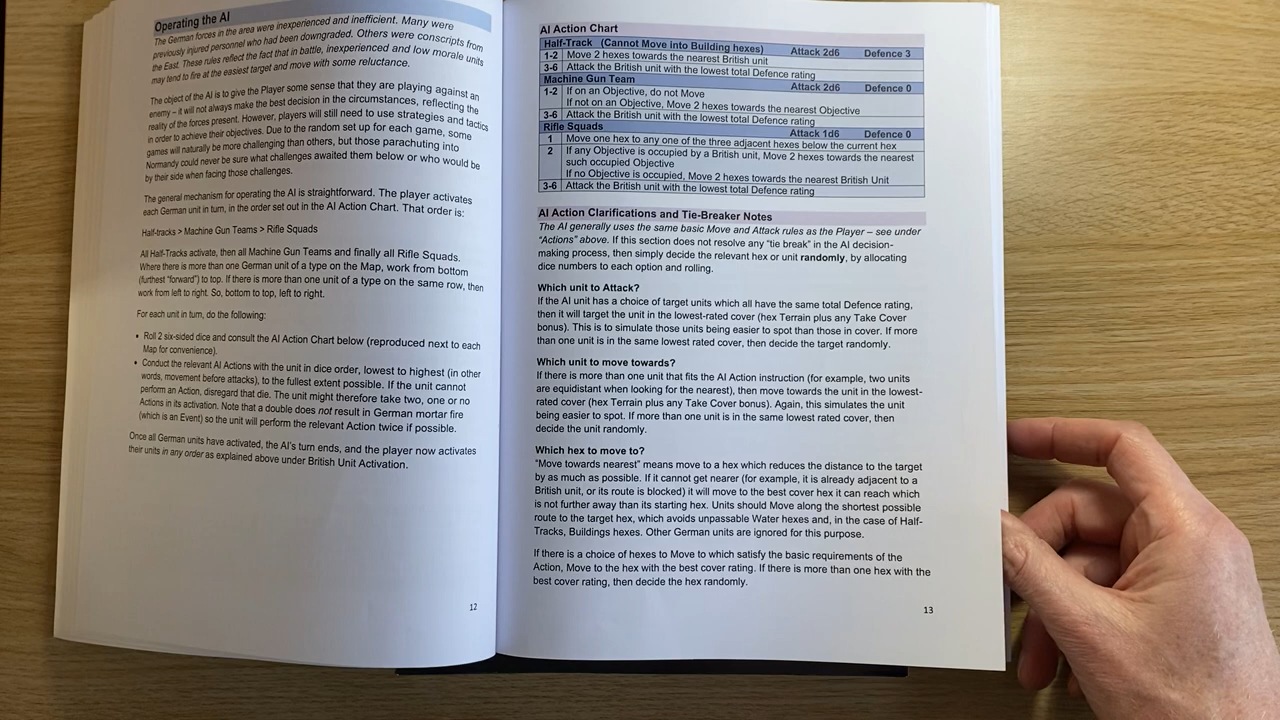 Operating the AI
The German forces in the area were inexperienced and inefficient. Many were
previously injured personnel who had been downgraded. Others were conscripts from
the East. These rules reflect the fact that in battle, inexperienced and low morale units
may tend to fire at the easiest target and move with some reluctance.
The object of the AI is to give the Player some sense that they are playing against an
enemy – it will not always make the best decision in the circumstances, reflecting the
reality of the forces present. However, players will still need to use strategies and tactics
in order to achieve their objectives. Due to the random set up for each game, some
games will naturally be more challenging than others, but those parachuting into
Normandy could never be sure what challenges awaited them below or who would be
by their side when facing those challenges.
The general mechanism for operating the AI is straightforward. The player activates
each German unit in turn, in the order set out in the AI Action Chart. That order is:
Half-tracks > Machine Gun Teams > Rifle Squads
All Half-Tracks activate, then all Machine Gun Teams and finally all Rifle Squads.
Where there is more than one German unit of a type on the Map, work from bottom
(furthest “forward”) to top. If there is more than one unit of a type on the same row, then
work from left to right. So, bottom to top, left to right.
For each unit in turn, do the following:
• Roll 2 six-sided dice and consult the AI Action Chart below (reproduced next to each
Map for convenience).
• Conduct the relevant AI Actions with the unit in dice order, lowest to highest (in other
words, movement before attacks), to the fullest extent possible. If the unit cannot
perform an Action, disregard that die. The unit might therefore take two, one or no
Actions in its activation. Note that a double does not result in German mortar fire
(which is an Event) so the unit will perform the relevant Action twice if possible.
Once all German units have activated, the AI’s turn ends, and the player now activates
their units in any order as explained above under British Unit Activation.
12
AI Action Chart
Half-Track (Cannot Move into Building hexes) Attack 2d6 Defence 3
1-2 Move 2 hexes towards the nearest British unit
3-6 Attack the British unit with the lowest total Defence rating
Machine Gun Team Attack 2d6 Defence 0
1-2 If on an Objective, do not Move
If not on an Objective, Move 2 hexes towards the nearest Objective
3-6 Attack the British unit with the lowest total Defence rating
Rifle Squads Attack 1d6 Defence 0
1 Move one hex to any one of the three adjacent hexes below the current hex
2 If any Objective is occupied by a British unit, Move 2 hexes towards the nearest
such occupied Objective
If no Objective is occupied, Move 2 hexes towards the nearest British Unit
3-6 Attack the British unit with the lowest total Defence rating
AI Action Clarifications and Tie-Breaker Notes
The AI generally uses the same basic Move and Attack rules as the Player – see under
“Actions” above. If this section does not resolve any “tie break” in the AI decision-
making process, then simply decide the relevant hex or unit randomly, by allocating
dice numbers to each option and rolling.
Which unit to Attack?
If the AI unit has a choice of target units which all have the same total Defence rating,
then it will target the unit in the lowest-rated cover (hex Terrain plus any Take Cover
bonus). This is to simulate those units being easier to spot than those in cover. If more
than one unit is in the same lowest rated cover, then decide the target randomly.
Which unit to move towards?
If there is more than one unit that fits the AI Action instruction (for example, two units
are equidistant when looking for the nearest), then move towards the unit in the lowest-
rated cover (hex Terrain plus any Take Cover bonus). Again, this simulates the unit
being easier to spot. If more than one unit is in the same lowest rated cover, then
decide the unit randomly.
Which hex to move to?
“Move towards nearest” means move to a hex which reduces the distance to the target
by as much as possible. If it cannot get nearer (for example, it is already adjacent to a
British unit, or its route is blocked) it will move to the best cover hex it can reach which
is not further away than its starting hex. Units should Move along the shortest possible
route to the target hex, which avoids unpassable Water hexes and, in the case of Half-
Tracks, Buildings hexes. Other German units are ignored for this purpose.
If there is a choice of hexes to Move to which satisfy the basic requirements of the
Action, Move to the hex with the best cover rating. If there is more than one hex with the
best cover rating, then decide the hex randomly.
13